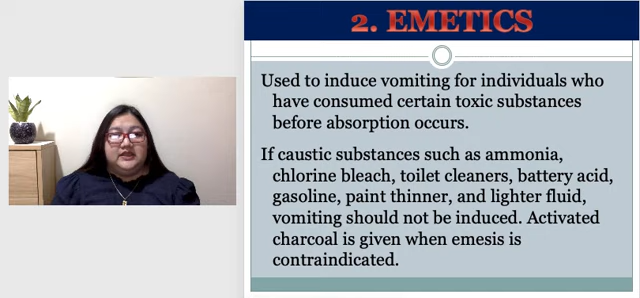 2. EMETICS
Used to induce vomiting for individuals who
have consumed certain toxic substances
before absorption occurs.
If caustic substances such as ammonia,
chlorine bleach, toilet cleaners, battery acid,
gasoline, paint thinner, and lighter fluid,
vomiting should not be induced. Activated
charcoal is given when emesis is
contraindicated.